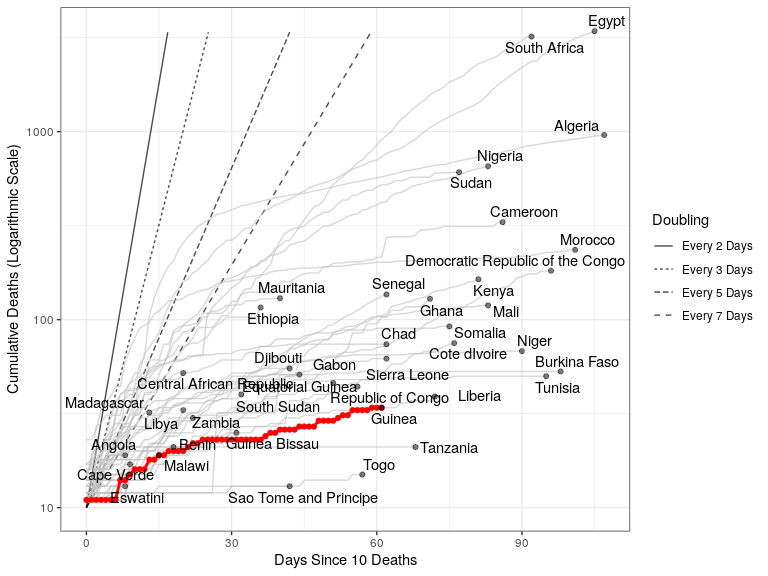 Egypt
South Africa
Algeria
Nigeria
Sudan
Cameroon
Morocco
Democratic Republic of the Congo
Mauritania
Senegal
Kenya
Ethiopia
Ghana
Mali
Chad
Somalia
Niger
Djibouti
Gabon
Cote dIvoire
Burkina Faso
Central African Republic
Equatorial Guinea
Sierra Leone
Tunisia
Madagascar
South Sudan
Republic of Congo
Liberia
Libya
Zambia
Guinea
Angola
Benin
Guinea Bissau
Tanzania
Cape Verde
Malawi
Togo
Eswatini
Sao Tome and Principe
1000
100
10
0
30
60
90
Days Since 10 Deaths
Cumulative Deaths (Logarithmic Scale)
Doubling
Every 2 Days
Every 3 Days
Every 5 Days
Every 7 Days